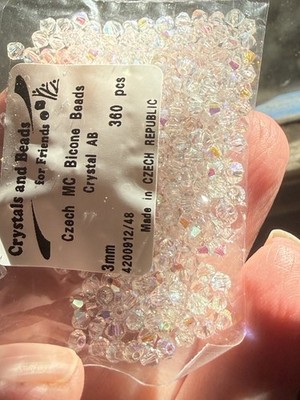 Crystals and Beads
for Friends
Czech MC Bicone Beads
Crystal AB 360 pcs
3mm
4200912/48 Made in CZECH REPUBLIC